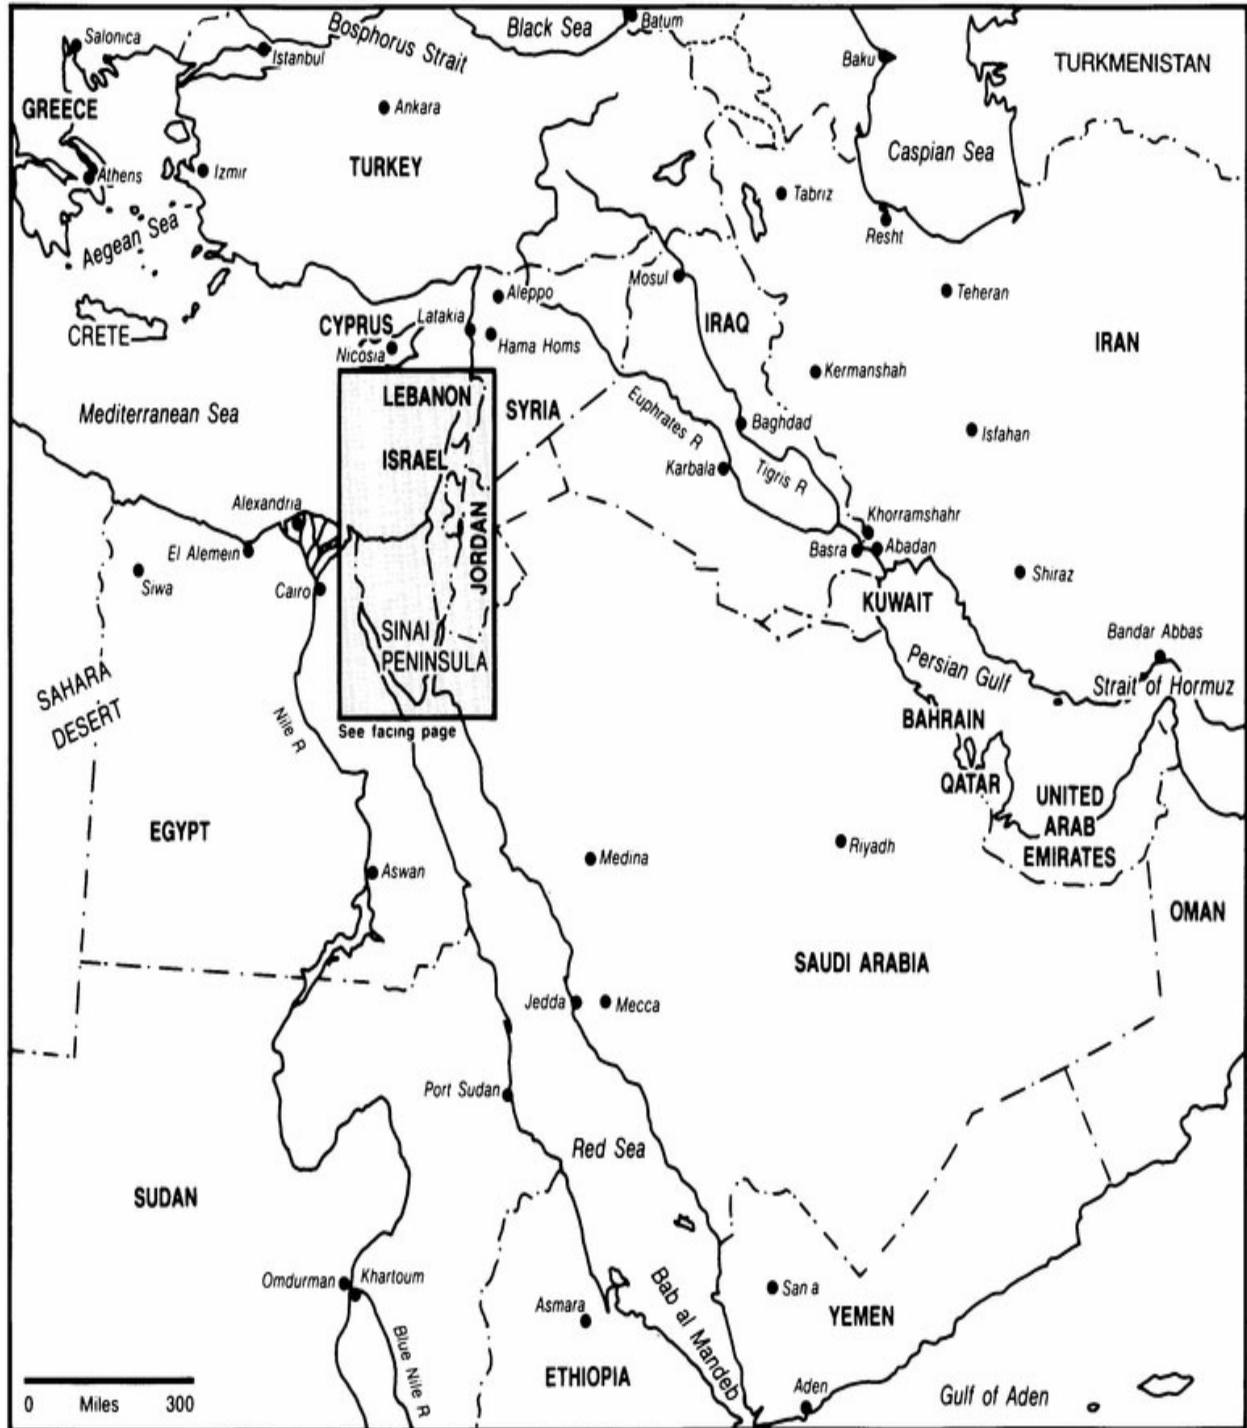 Salonica
Istanbul
Bosphorus Strait
Black Sea
Batum
Baku
TURKMENISTAN
GREECE
Ankara
Caspian Sea
Athens
Izmir
TURKEY
Tabriz
Resht
Aegean Sea
Mosul
Teheran
Aleppo
CRETE
CYPRUS
Latakia
IRAQ
IRAN
Nicosia
Hama Homs
Kermanshah
Mediterranean Sea
LEBANON
SYRIA
Euphrates R
Baghdad
Isfahan
ISRAEL
Karbala
Tigris R
Alexandria
JORDAN
Khorramshahr
El Alemein
Basra
Abadan
Siwa
Cairo
Shiraz
KUWAIT
SINAI
PENINSULA
Bandar Abbas
SAHARA
DESERT
Persian Gulf
Strait of Hormuz
Nile R
See facing page
BAHRAIN
QATAR
UNITED
ARAB
EMIRATES
EGYPT
Medina
Riyadh
Aswan
OMAN
SAUDI ARABIA
Jedda
Mecca
Port Sudan
Red Sea
SUDAN
Omdurman
Khartoum
Asmara
Bab al Mandeb
San a
YEMEN
Blue Nile R
ETHIOPIA
Aden
Gulf of Aden
0 Miles 300